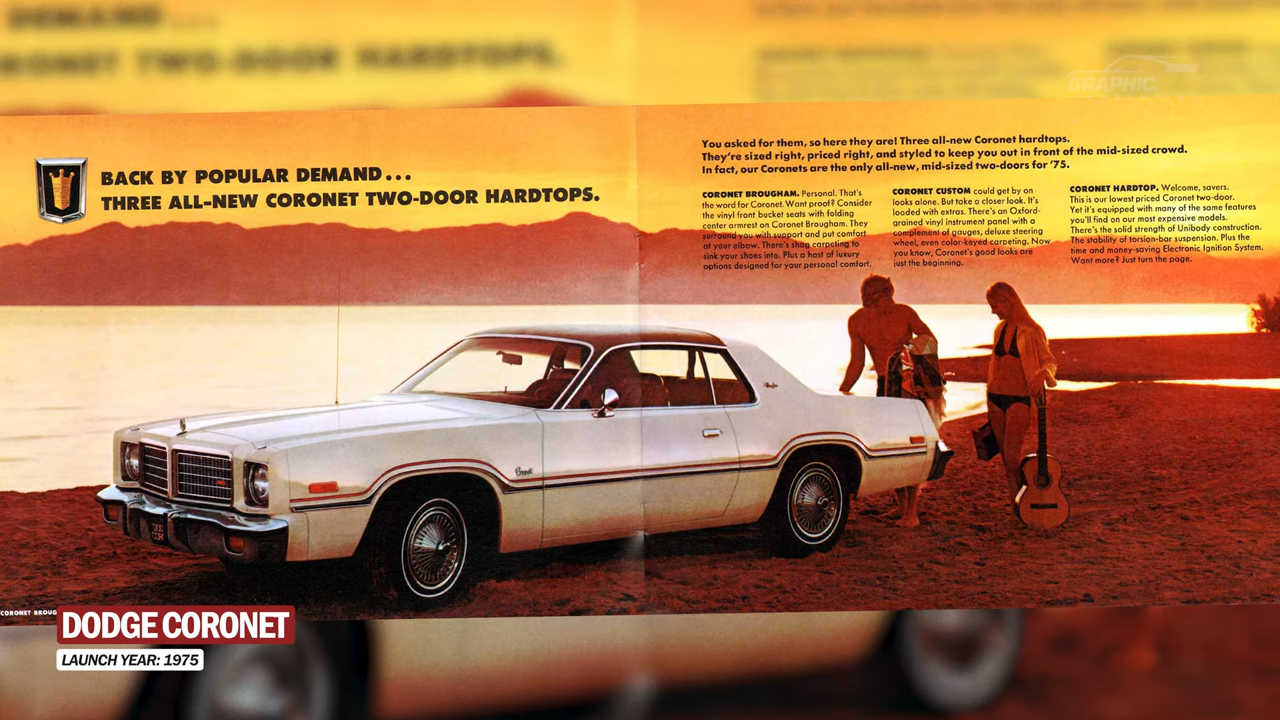 GRAPHIC
BACK BY POPULAR DEMAND...
THREE ALL-NEW CORONET TWO-DOOR HARDTOPS.
You asked for them, so here they are! Three all-new Coronet hardtops.
They're sized right, priced right, and styled to keep you out in front of the mid-sized crowd.
In fact, our Coronets are the only all-new, mid-sized two-doors for '75.
CORONET BROUGHAM. Personal. That's
the word for Coronet. Want proof? Consider
the vinyl front bucket seats with folding
center armrest on Coronet Brougham. They
surround you with support and put comfort
at your elbow. There's shag carpeting to
sink your shoes into. Plus a host of luxury
options designed for your personal comfort.
CORONET CUSTOM could get by on
looks alone. But take a closer look. It's
loaded with extras. There's an Oxford-
grained vinyl instrument panel with a
complement of gauges, deluxe steering
wheel, even color-keyed carpeting. Now
you know, Coronet's good looks are
just the beginning.
CORONET HARDTOP. Welcome, savers.
This is our lowest priced Coronet two-door.
Yet it's equipped with many of the same features
you'll find on our most expensive models.
There's the solid strength of Unibody construction.
The stability of torsion-bar suspension. Plus the
time and money-saving Electronic Ignition System.
Want more? Just turn the page.
Coronet
CORONET BROUG
DODGE CORONET
LAUNCH YEAR: 1975